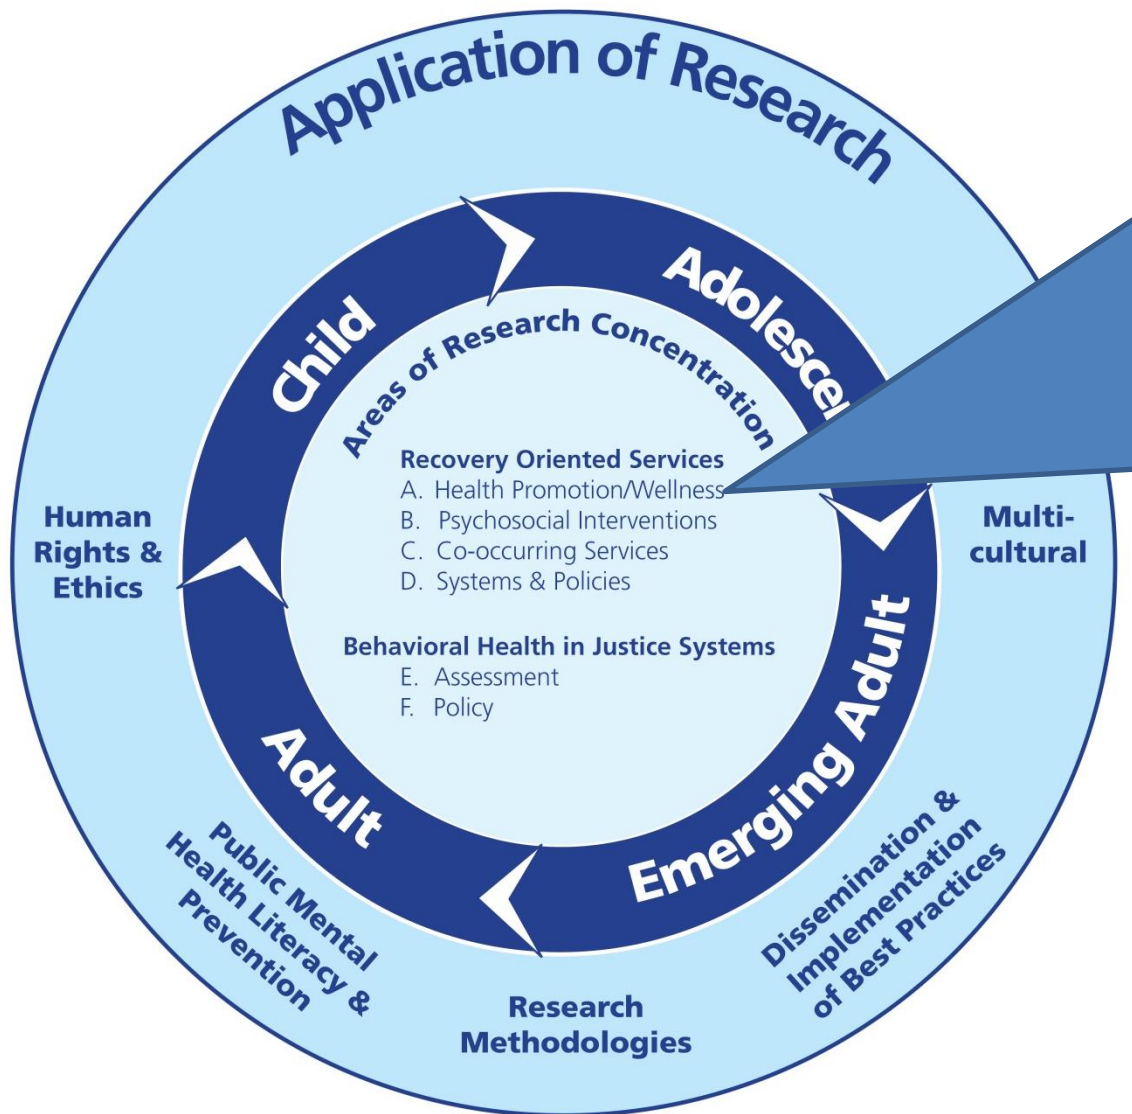 Application of Research
Child
Adolescen
Areas of Research Concentration
Recovery Oriented Services
A. Health Promotion/Wellness
B. Psychosocial Interventions
C. Co-occurring Services
D. Systems & Policies
Behavioral Health in Justice Systems
E. Assessment
F. Policy
Human
Rights &
Ethics
Multi-
cultural
Adult
Emerging Adult
Public Mental
Health Literacy &
Prevention
Research
Methodologies
Dissemination &
Implementation
of Best Practices